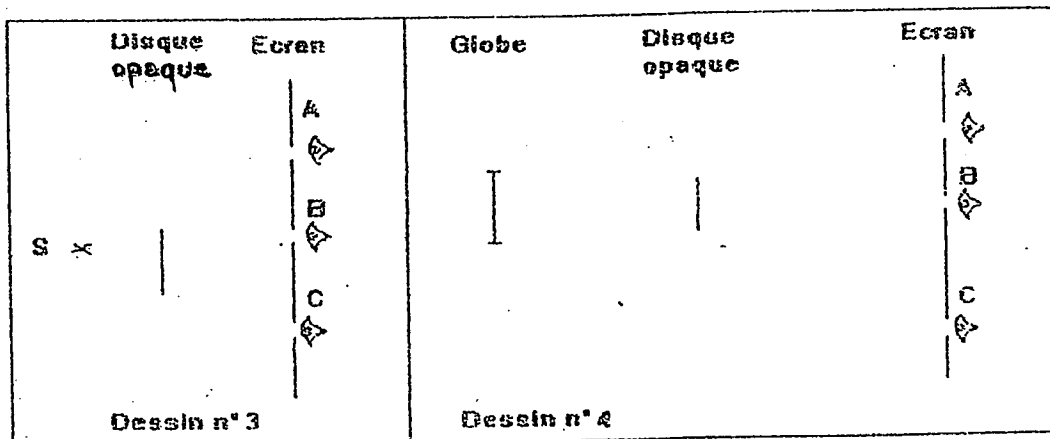 Disque opaque
Ecran
A
B
C
S
Dessin n° 3
Globe
Disque opaque
Ecran
A
B
C
Dessin n° 4